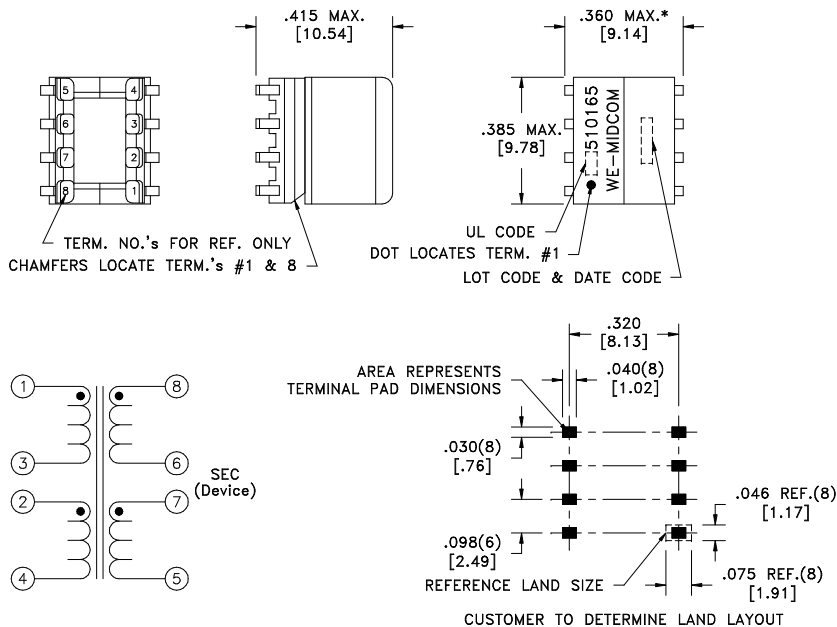 .415 MAX.
[10.54]
.360 MAX.*
[9.14]
5
4
6
3
7
2
8
1
.385 MAX.
[9.78]
510165
WE-MIDCOM
TERM. NO.'s FOR REF. ONLY
CHAMFERS LOCATE TERM.'s #1 & 8
UL CODE
DOT LOCATES TERM. #1
LOT CODE & DATE CODE
1
8
3
6
SEC
(Device)
2
7
4
5
.320
[8.13]
AREA REPRESENTS
TERMINAL PAD DIMENSIONS
.040(8)
[1.02]
.030(8)
[.76]
.046 REF.(8)
[1.17]
.098(6)
[2.49]
REFERENCE LAND SIZE
.075 REF.(8)
[1.91]
CUSTOMER TO DETERMINE LAND LAYOUT